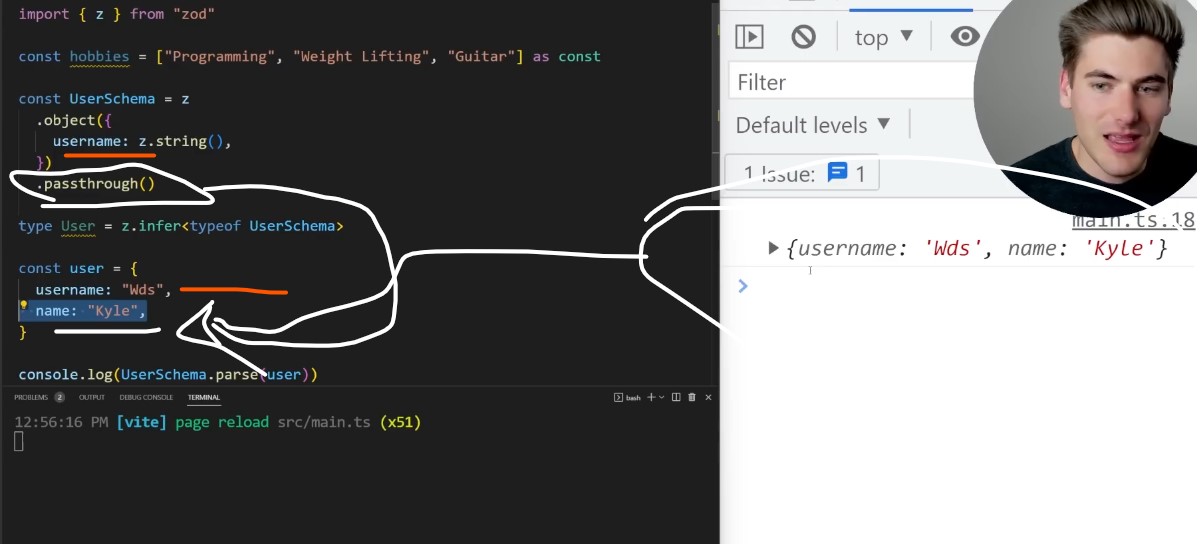 import { z } from "zod"
const hobbies = ["Programming", "Weight Lifting", "Guitar"] as const
const UserSchema = z
.object({
username: z.string(),
})
.passthrough()
type User = z.infer<typeof UserSchema>
const user = {
username: "Wds",
name: "Kyle",
}
console.log(UserSchema.parse(user))
PROBLEMS 2 OUTPUT DEBUG CONSOLE TERMINAL bash
12:56:16 PM [vite] page reload src/main.ts (x51)
top
Filter
Default levels
1 Issue: 1
main.ts:18
{username: 'Wds', name: 'Kyle'}